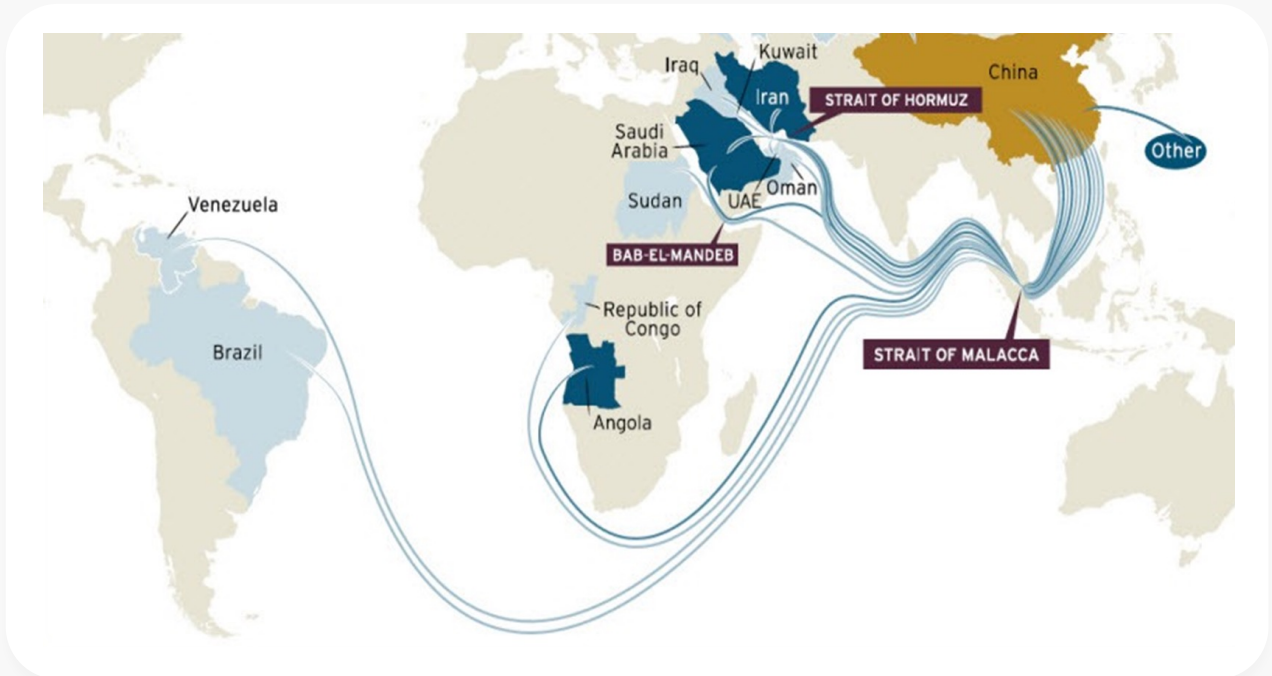 Kuwait
Iraq
China
Iran
STRAIT OF HORMUZ
Saudi
Arabia
Other
Oman
UAE
Sudan
Venezuela
BAB-EL-MANDEB
Republic of
Congo
Brazil
STRAIT OF MALACCA
Angola